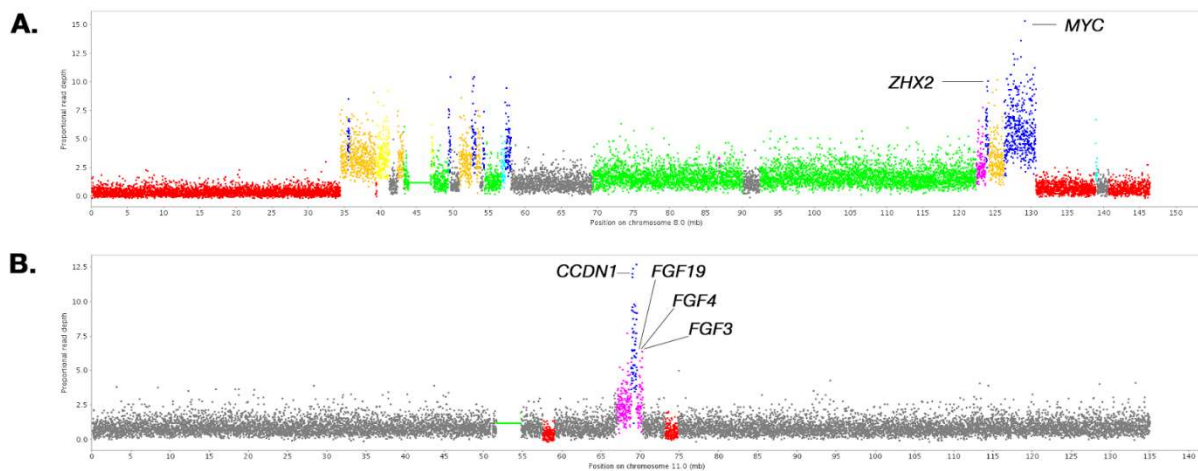 A.
Proportional read depth
15.0
12.5
10.0
7.5
5.0
2.5
0.0
MYC
ZHX2
0 5 10 15 20 25 30 35 40 45 50 55 60 65 70 75 80 85 90 95 100 105 110 115 120 125 130 135 140 145 150
Position on chromosome 8.0 (mb)
B.
Proportional read depth
12.5
10.0
7.5
5.0
2.5
0.0
CCDN1 FGF19
FGF4
FGF3
0 5 10 15 20 25 30 35 40 45 50 55 60 65 70 75 80 85 90 95 100 105 110 115 120 125 130 135 140
Position on chromosome 11.0 (mb)